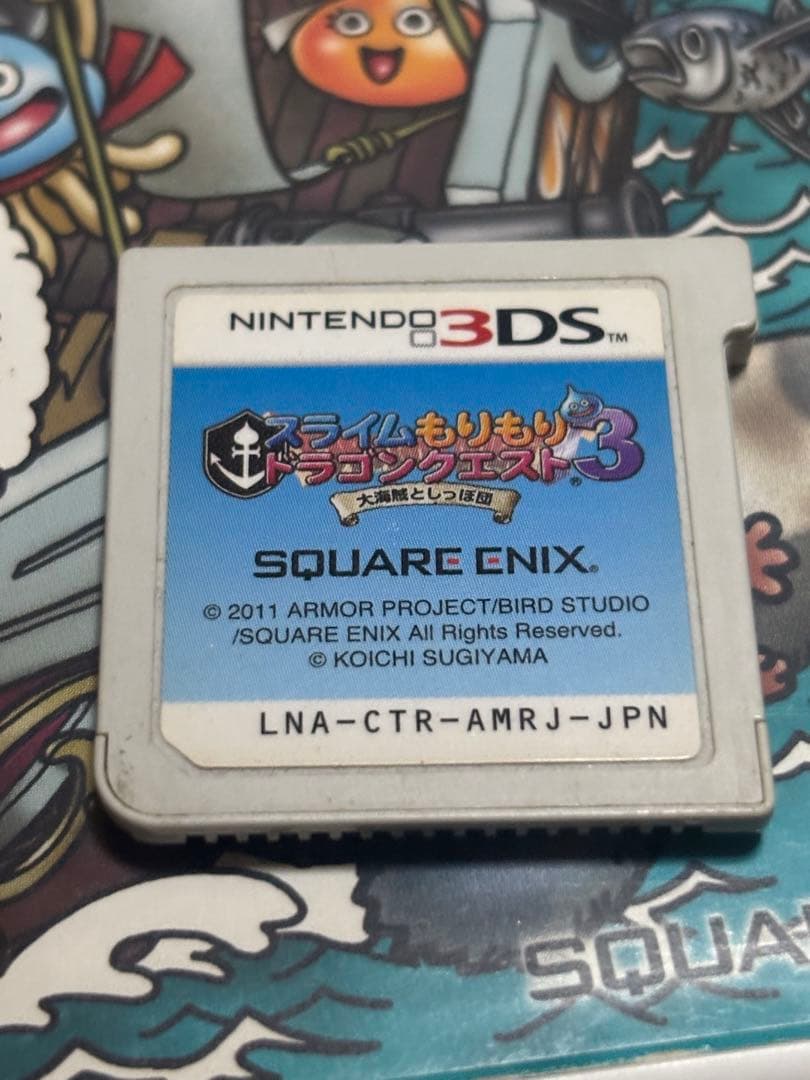 NINTENDO 3DS™
スライムもりもり
ドラゴンクエスト® 3
大海賊としっぽ団
SQUARE ENIX®
© 2011 ARMOR PROJECT/BIRD STUDIO
/SQUARE ENIX All Rights Reserved.
© KOICHI SUGIYAMA
LNA-CTR-AMRJ-JPN
SQUA